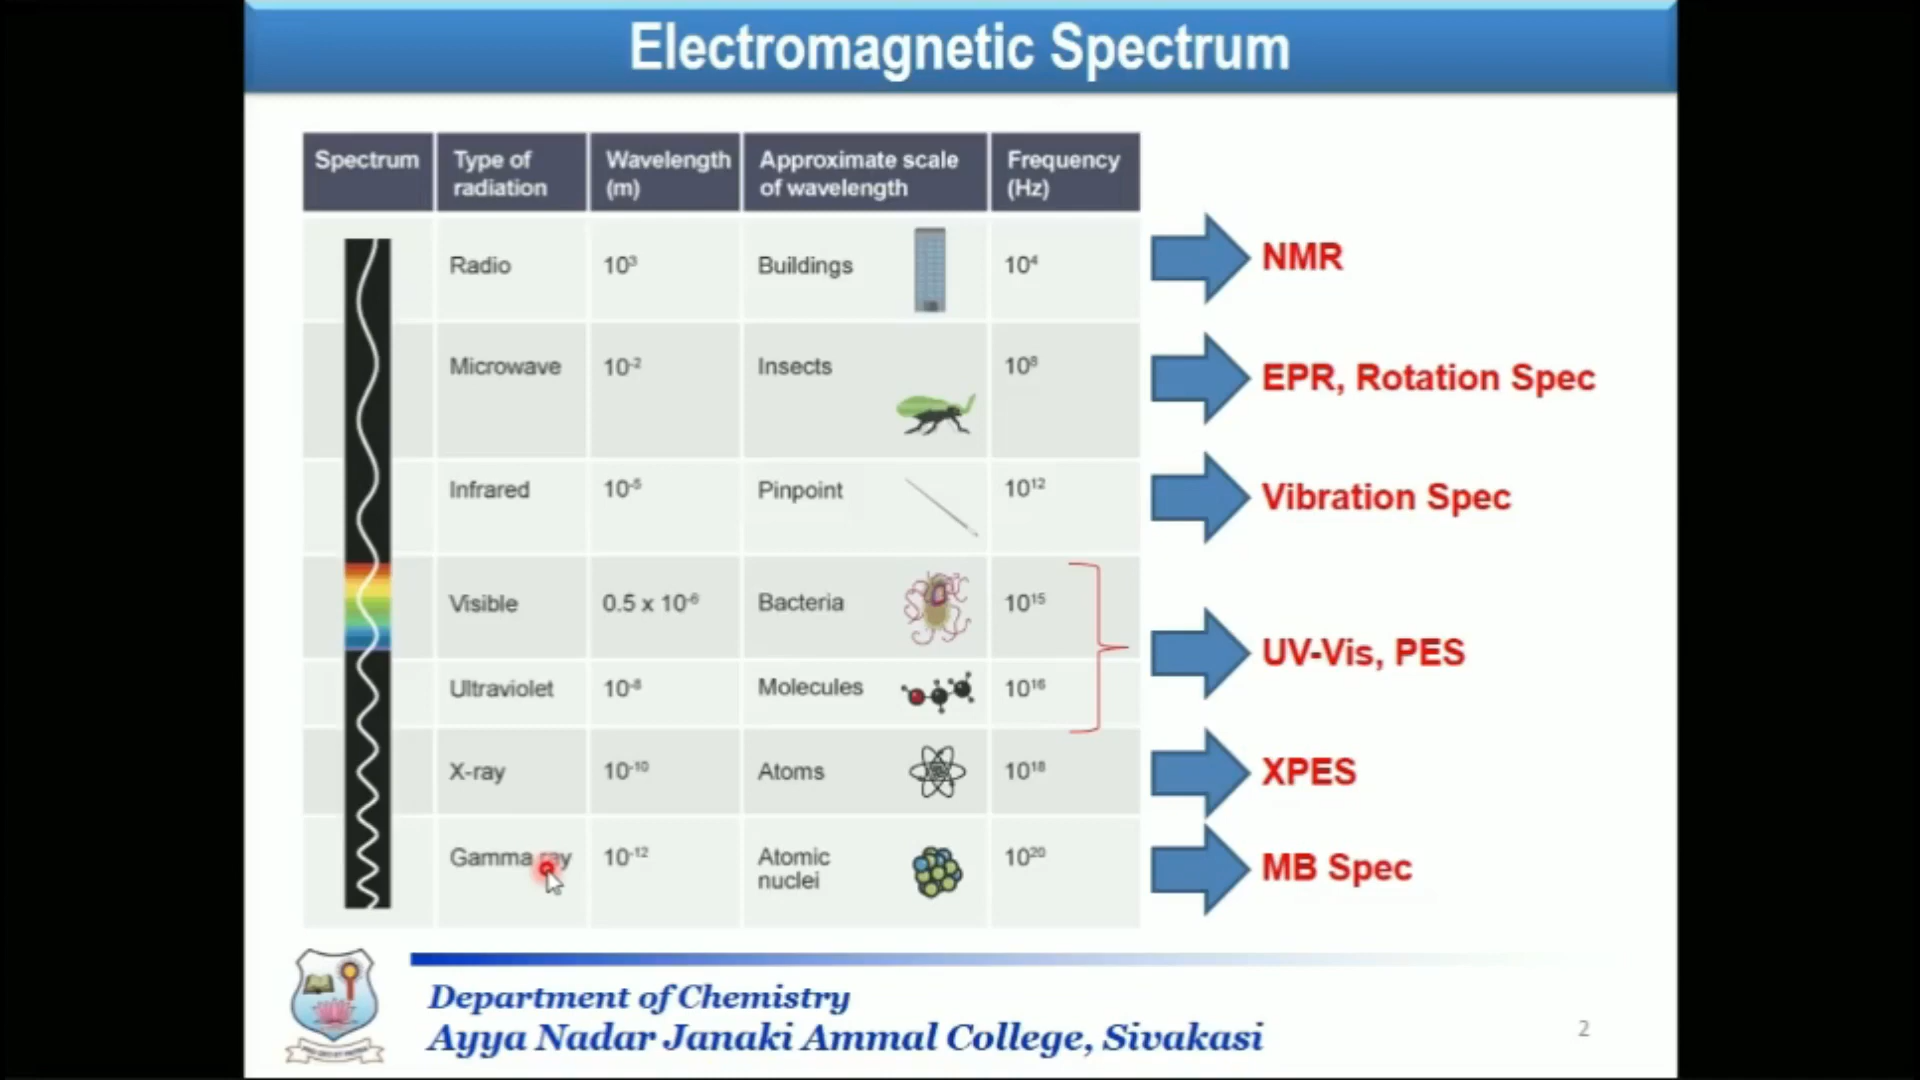 Electromagnetic Spectrum
Spectrum
Type of radiation
Wavelength (m)
Approximate scale of wavelength
Frequency (Hz)
Radio 10³ Buildings 10⁴ NMR
Microwave 10⁻² Insects 10⁸ EPR, Rotation Spec
Infrared 10⁻⁵ Pinpoint 10¹² Vibration Spec
Visible 0.5 x 10⁻⁶ Bacteria 10¹⁵
UV-Vis, PES
Ultraviolet 10⁻⁸ Molecules 10¹⁶
X-ray 10⁻¹⁰ Atoms 10¹⁸ XPES
Gamma ray 10⁻¹² Atomic nuclei 10²⁰ MB Spec
Department of Chemistry
Ayya Nadar Janaki Ammal College, Sivakasi
2